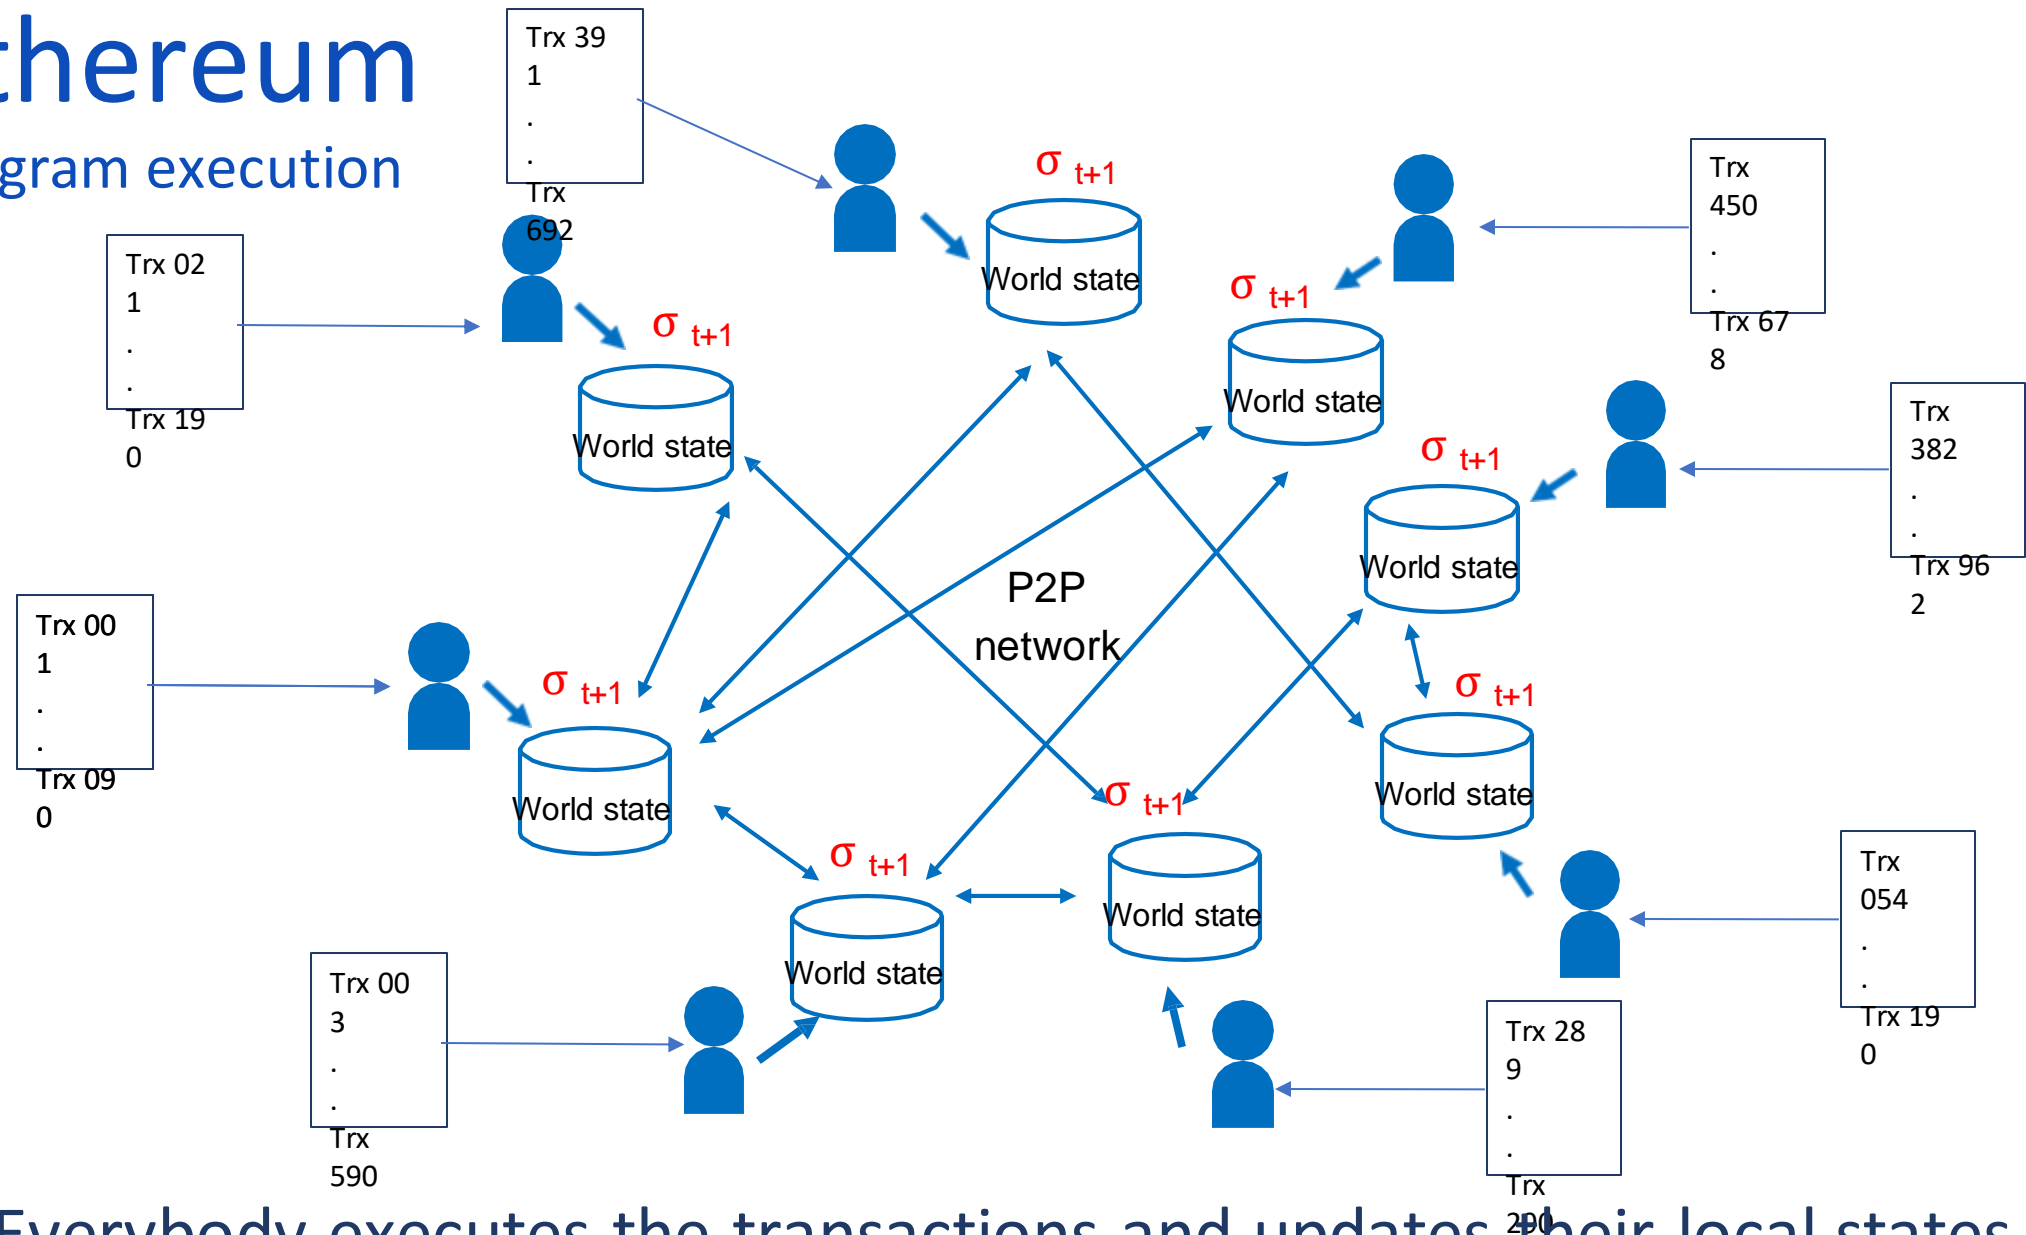 thereum
gram execution
Trx 39
1
.
.
Trx
692
σ t+1
World state
Trx
450
.
.
Trx 67
8
Trx 02
1
.
.
Trx 19
0
σ t+1
World state
σ t+1
World state
Trx
382
.
.
Trx 96
2
σ t+1
World state
P2P
network
Trx 00
1
.
.
Trx 09
0
σ t+1
World state
σ t+1
World state
σ t+1
World state
σ t+1
World state
Trx
054
.
.
Trx 19
0
Trx 00
3
.
.
Trx
590
Trx 28
9
.
.
Trx
290
Everybody executes the transactions and updates their local states